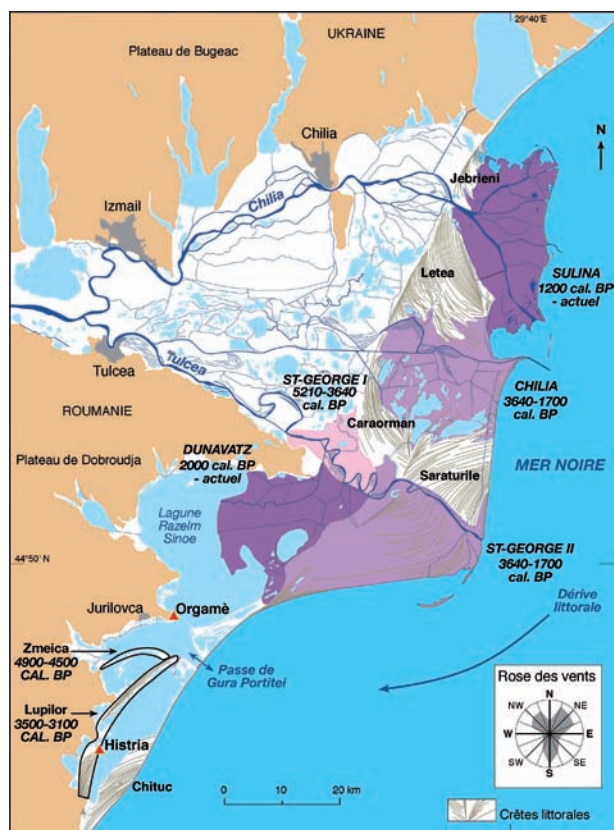 29°40' E
UKRAINE
Plateau de Bugeac
N
Chilia
Jebrieni
Izmail
Chilia
Letea
SULINA
1200 cal. BP
- actuel
Tulcea
Tulcea
ST-GEORGE I
5210-3640
cal. BP
CHILIA
3640-1700
cal. BP
ROUMANIE
Caraorman
DUNAVATZ
2000 cal. BP
- actuel
Plateau de Dobroudja
Saraturile
MER NOIRE
Lagune
Razelm
Sinoe
44°50' N
ST-GEORGE II
3640-1700
cal. BP
Jurilovca
Orgamè
Dérive
littorale
Zmeica
4900-4500
CAL. BP
Passe de
Gura Portitei
Rose des vents
N
NW
NE
W
E
SW
SE
S
Lupilor
3500-3100
CAL. BP
Histria
Chituc
0
10
20 km
Crêtes littorales